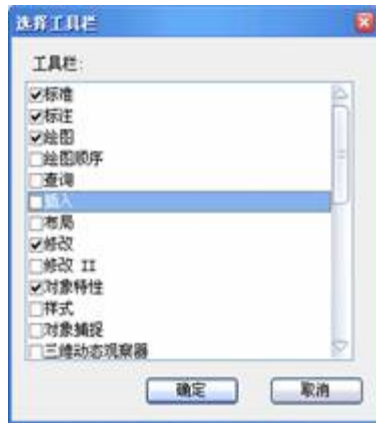 选择工具栏
工具栏:
标准
标注
绘图
绘图顺序
查询
插入
布局
修改
修改 II
对象特性
样式
对象捕捉
三维动态观察器
确定
取消